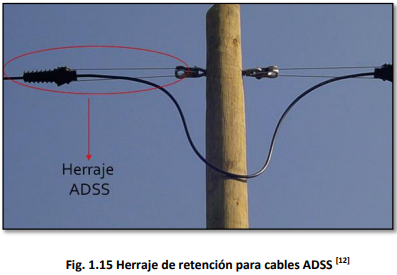 Herraje
ADSS
Fig. 1.15 Herraje de retención para cables ADSS [12]